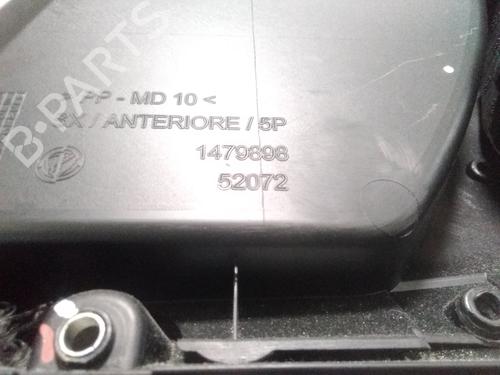 PP - MD 10 <
/ ANTERIORE / 5P
1479898
52072
B-PARTS